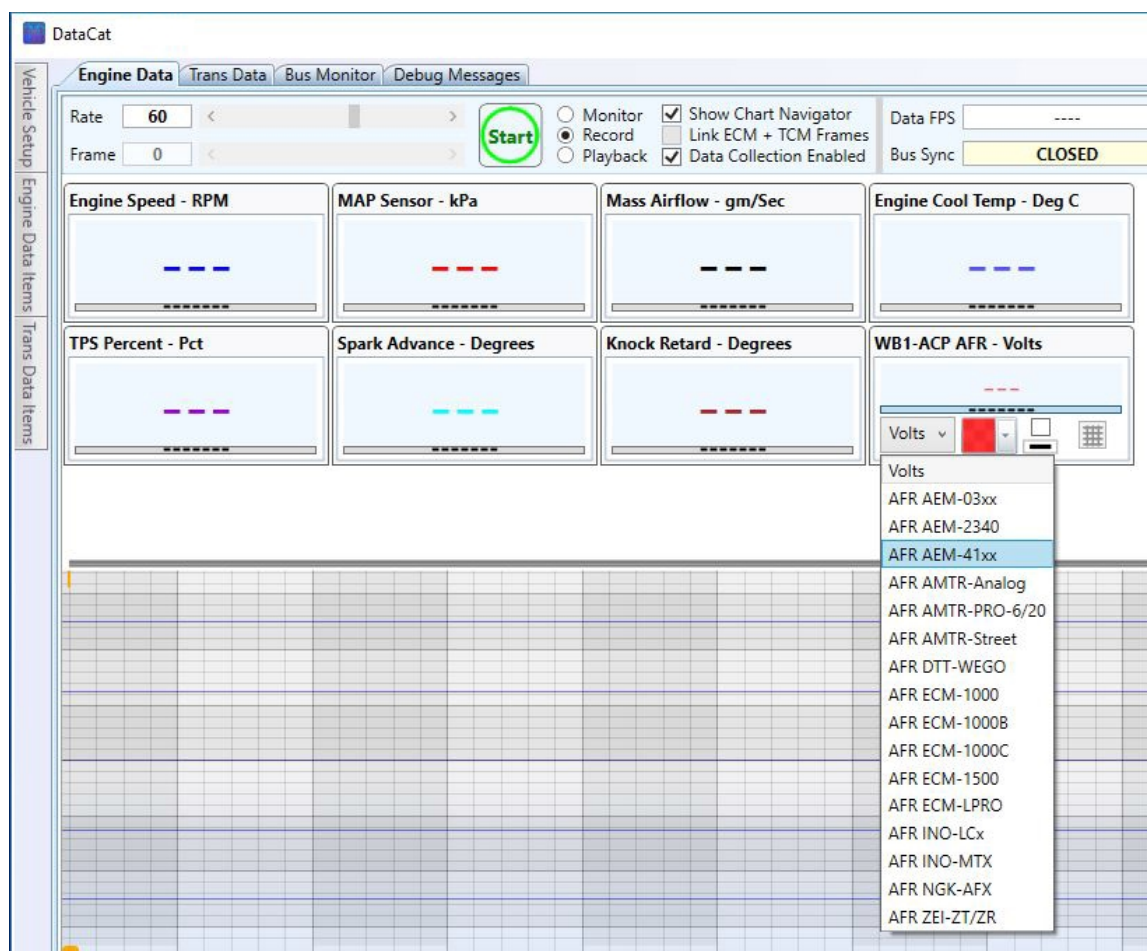 DataCat
Vehicle Setup
Engine Data Items
Trans Data Items
Engine Data Trans Data Bus Monitor Debug Messages
Rate 60 < >
Frame 0 < >
Start
Monitor
Record
Playback
Show Chart Navigator
Link ECM + TCM Frames
Data Collection Enabled
Data FPS ----
Bus Sync CLOSED
Engine Speed - RPM
---
-------
MAP Sensor - kPa
---
-------
Mass Airflow - gm/Sec
---
-------
Engine Cool Temp - Deg C
---
-------
TPS Percent - Pct
---
-------
Spark Advance - Degrees
---
-------
Knock Retard - Degrees
---
-------
WB1-ACP AFR - Volts
---
-------
Volts
Volts
AFR AEM-03xx
AFR AEM-2340
AFR AEM-41xx
AFR AMTR-Analog
AFR AMTR-PRO-6/20
AFR AMTR-Street
AFR DTT-WEGO
AFR ECM-1000
AFR ECM-1000B
AFR ECM-1000C
AFR ECM-1500
AFR ECM-LPRO
AFR INO-LCx
AFR INO-MTX
AFR NGK-AFX
AFR ZEI-ZT/ZR